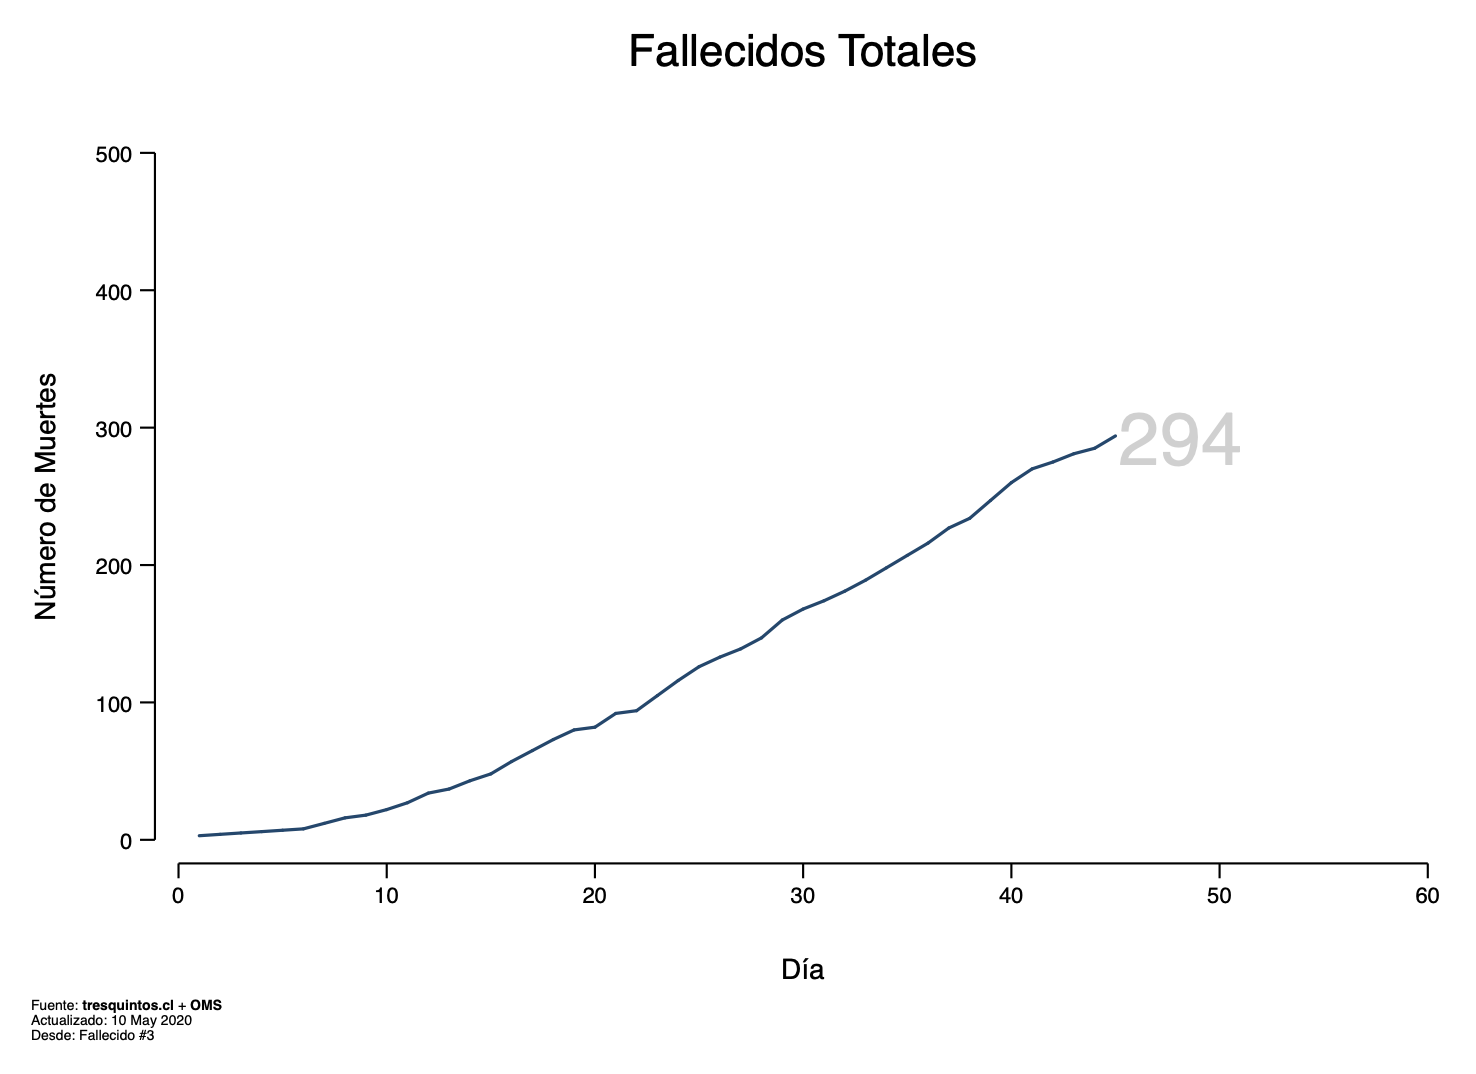 Fallecidos Totales
500
400
300
200
100
0
Número de Muertes
294
0 10 20 30 40 50 60
Día
Fuente: tresquintos.cl + OMS
Actualizado: 10 May 2020
Desde: Fallecido #3